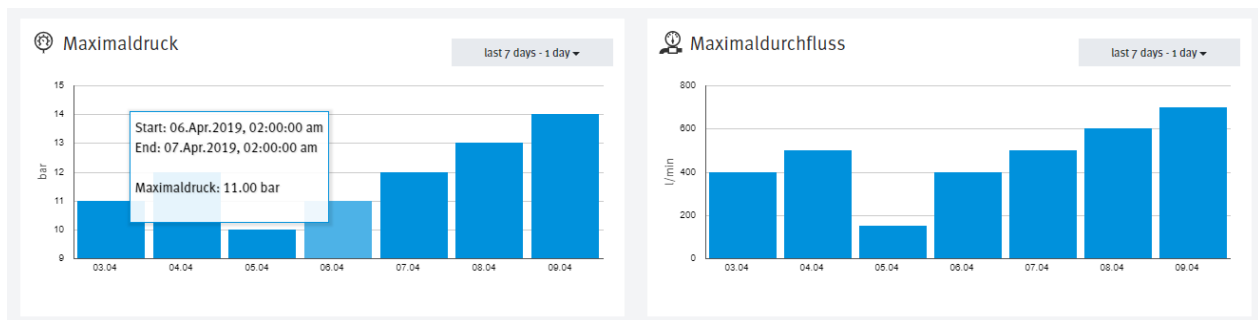 Maximaldruck
last 7 days - 1 day
15
14
13
12
11
10
9
bar
Start: 06.Apr.2019, 02:00:00 am
End: 07.Apr.2019, 02:00:00 am
Maximaldruck: 11.00 bar
03.04 04.04 05.04 06.04 07.04 08.04 09.04
Maximaldurchfluss
last 7 days - 1 day
800
600
400
200
0
l/min
03.04 04.04 05.04 06.04 07.04 08.04 09.04